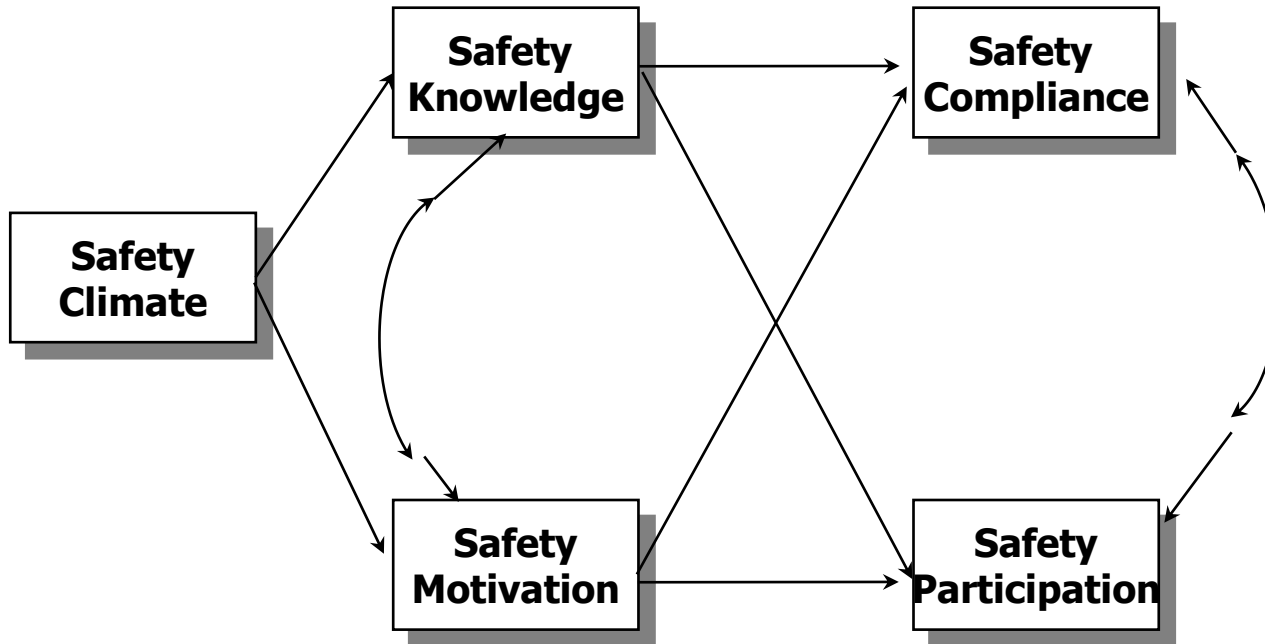 Safety
Knowledge
Safety
Compliance
Safety
Climate
Safety
Motivation
Safety
Participation